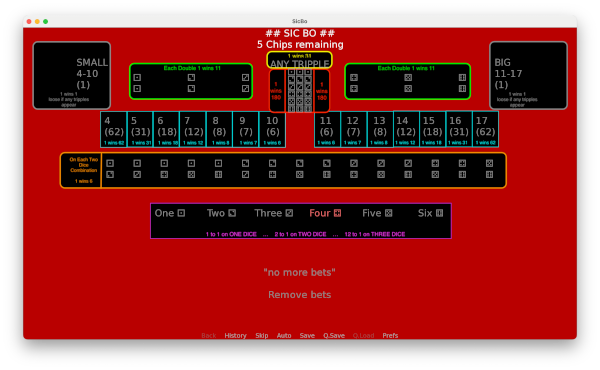 SicBo
## SIC BO ##
5 Chips remaining
SMALL
4-10
(1)
1 wins 1
loose if any tripples
appear
Each Double 1 wins 11
1 wins 31
ANY TRIPPLE
1 wins 180
1 wins 180
Each Double 1 wins 11
BIG
11-17
(1)
1 wins 1
loose if any tripples
appear
4 5 6 7 8 9 10 11 12 13 14 15 16 17
(62) (31) (18) (12) (8) (7) (6) (6) (7) (8) (12) (18) (31) (62)
1 wins 62 1 wins 31 1 wins 18 1 wins 12 1 wins 8 1 wins 7 1 wins 6 1 wins 6 1 wins 7 1 wins 8 1 wins 12 1 wins 18 1 wins 31 1 wins 62
On Each Two
Dice
Combination
1 wins 6
One ⚀ Two ⚁ Three ⚂ Four ⚃ Five ⚄ Six ⚅
1 to 1 on ONE DICE ... 2 to 1 on TWO DICE ... 12 to 1 on THREE DICE
"no more bets"
Remove bets
Back History Skip Auto Save Q.Save Q.Load Prefs